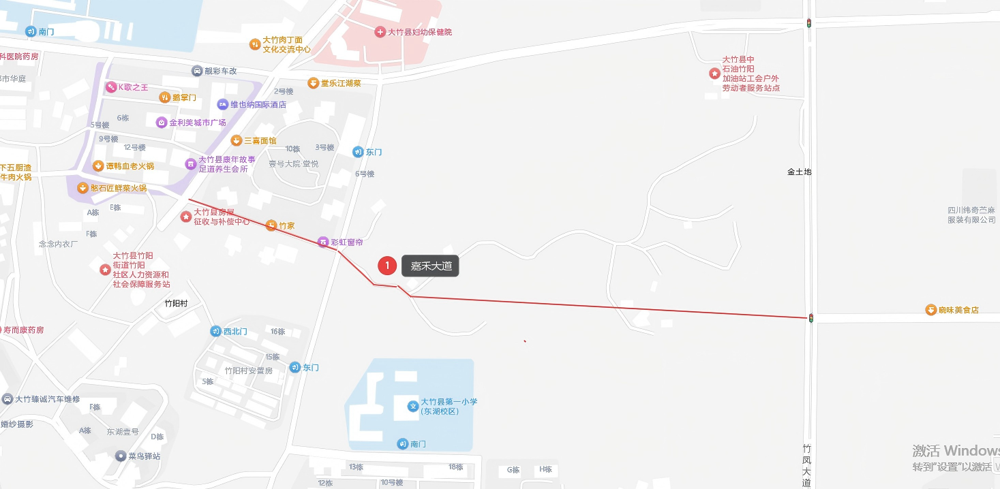 南门
大竹肉丁面
文化交流中心
大竹县妇幼保健院
科医院药房
靓彩车改
大竹县中
石油竹阳
加油站工会户外
劳动者服务站点
都市华庭
K歌之王
鹅掌门
2号楼
堂乐江湖菜
维也纳国际酒店
6栋
5号楼
金利美城市广场
9号楼
12号楼
三喜面馆
10栋
3号楼
东门
大竹县康年故事
足道养生会所
壹号大院·堂悦
6号楼
下五厨渣
牛肉火锅
谭鸭血老火锅
憨石匠鲜菜火锅
金土地
A栋
E栋
大竹县房屋
征收与补偿中心
竹家
四川纬奇苎麻
服装有限公司
F栋
念念内衣厂
彩虹窗帘
大竹县竹阳
街道竹阳
社区人力资源和
社会保障服务站
1
嘉禾大道
竹阳村
晓味美食店
寿而康药房
西北门
16栋
15栋
竹阳村安置房
5栋
东门
大竹臻诚汽车维修
大竹县第一小学
(东湖校区)
F栋
婚纱摄影
A栋
东湖壹号
D栋
南门
菜鸟驿站
竹凤大道
13栋
18栋
G栋
H栋
12栋
10号楼
激活 Windows
转到"设置"以激活 W